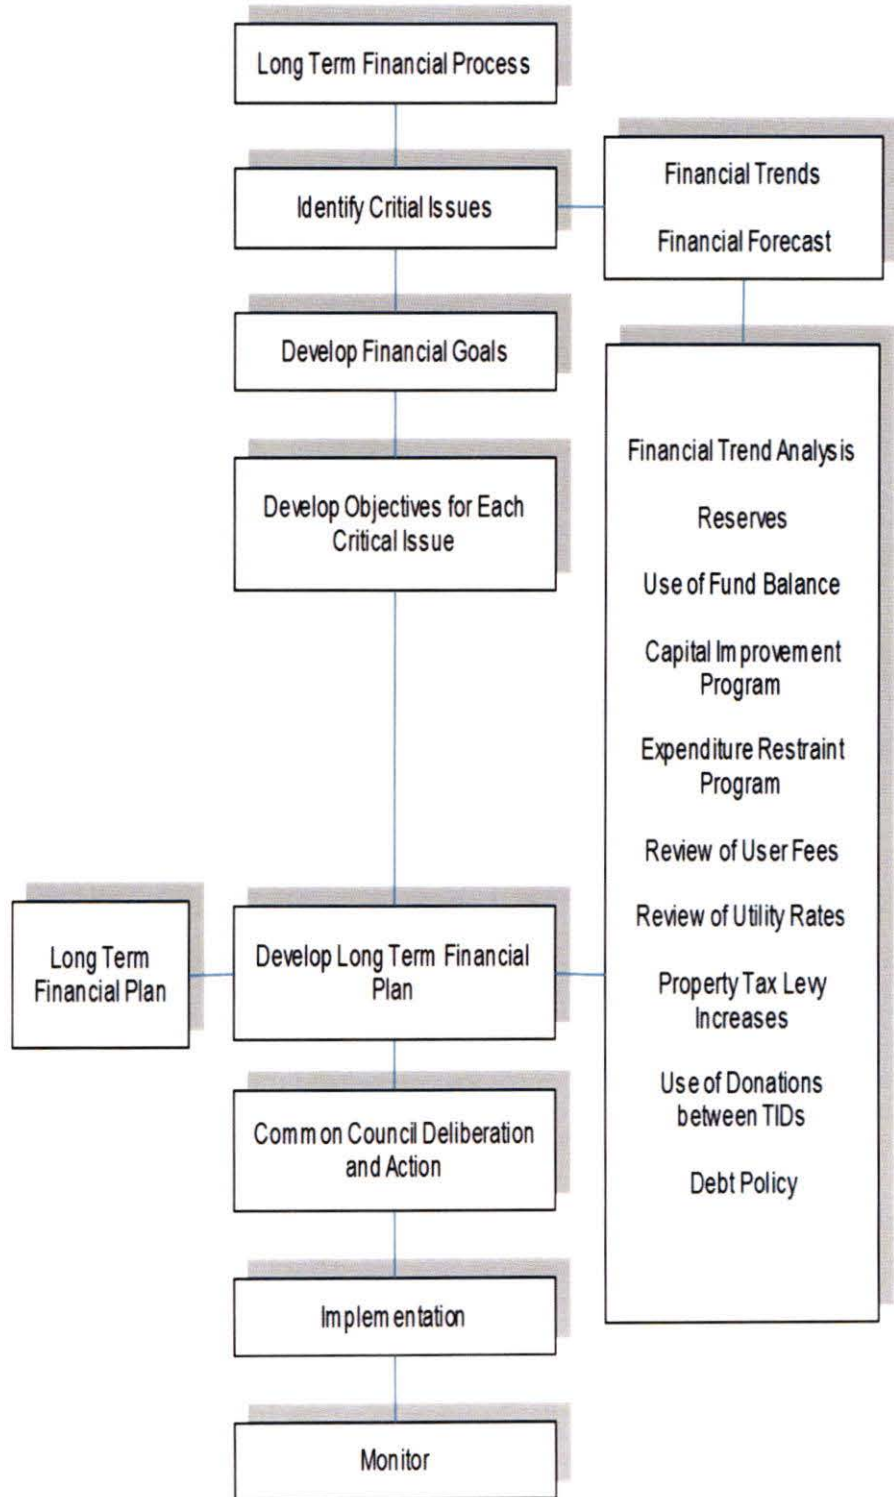 Long Term Financial Process
Identify Critial Issues
Financial Trends
Financial Forecast
Develop Financial Goals
Develop Objectives for Each
Critical Issue
Financial Trend Analysis
Reserves
Use of Fund Balance
Capital Improvement
Program
Expenditure Restraint
Program
Review of User Fees
Review of Utility Rates
Property Tax Levy
Increases
Use of Donations
between TIDs
Debt Policy
Long Term
Financial Plan
Develop Long Term Financial
Plan
Common Council Deliberation
and Action
Implementation
Monitor